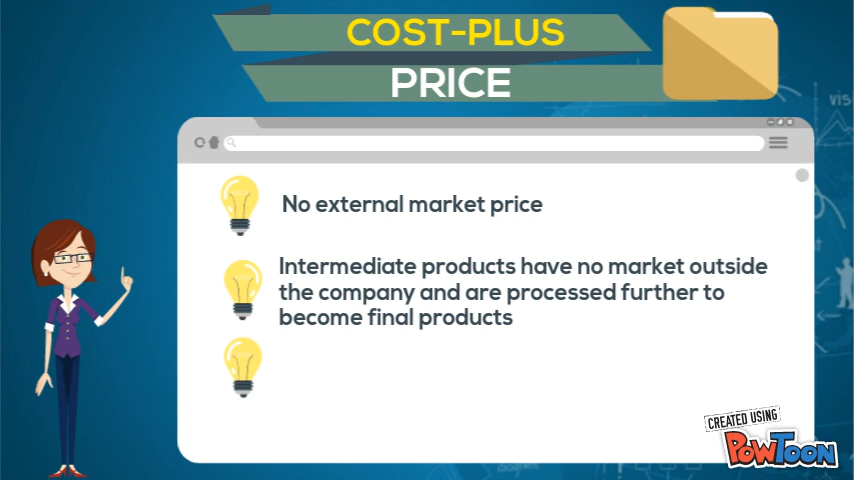 COST-PLUS
PRICE
VIS
No external market price
Intermediate products have no market outside
the company and are processed further to
become final products
CREATED USING
POWTOON